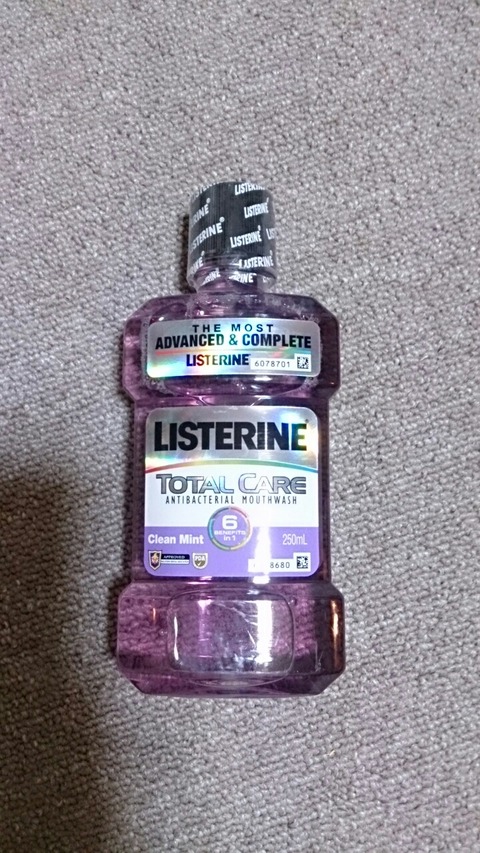 LISTERINE
LISTERINE
LISTERINE
LISTERINE
THE MOST
ADVANCED & COMPLETE
LISTERINE 6078701
LISTERINE®
TOTAL CARE
ANTIBACTERIAL MOUTHWASH
6
BENEFITS
in 1
Clean Mint
250mL
APPROVED
8680